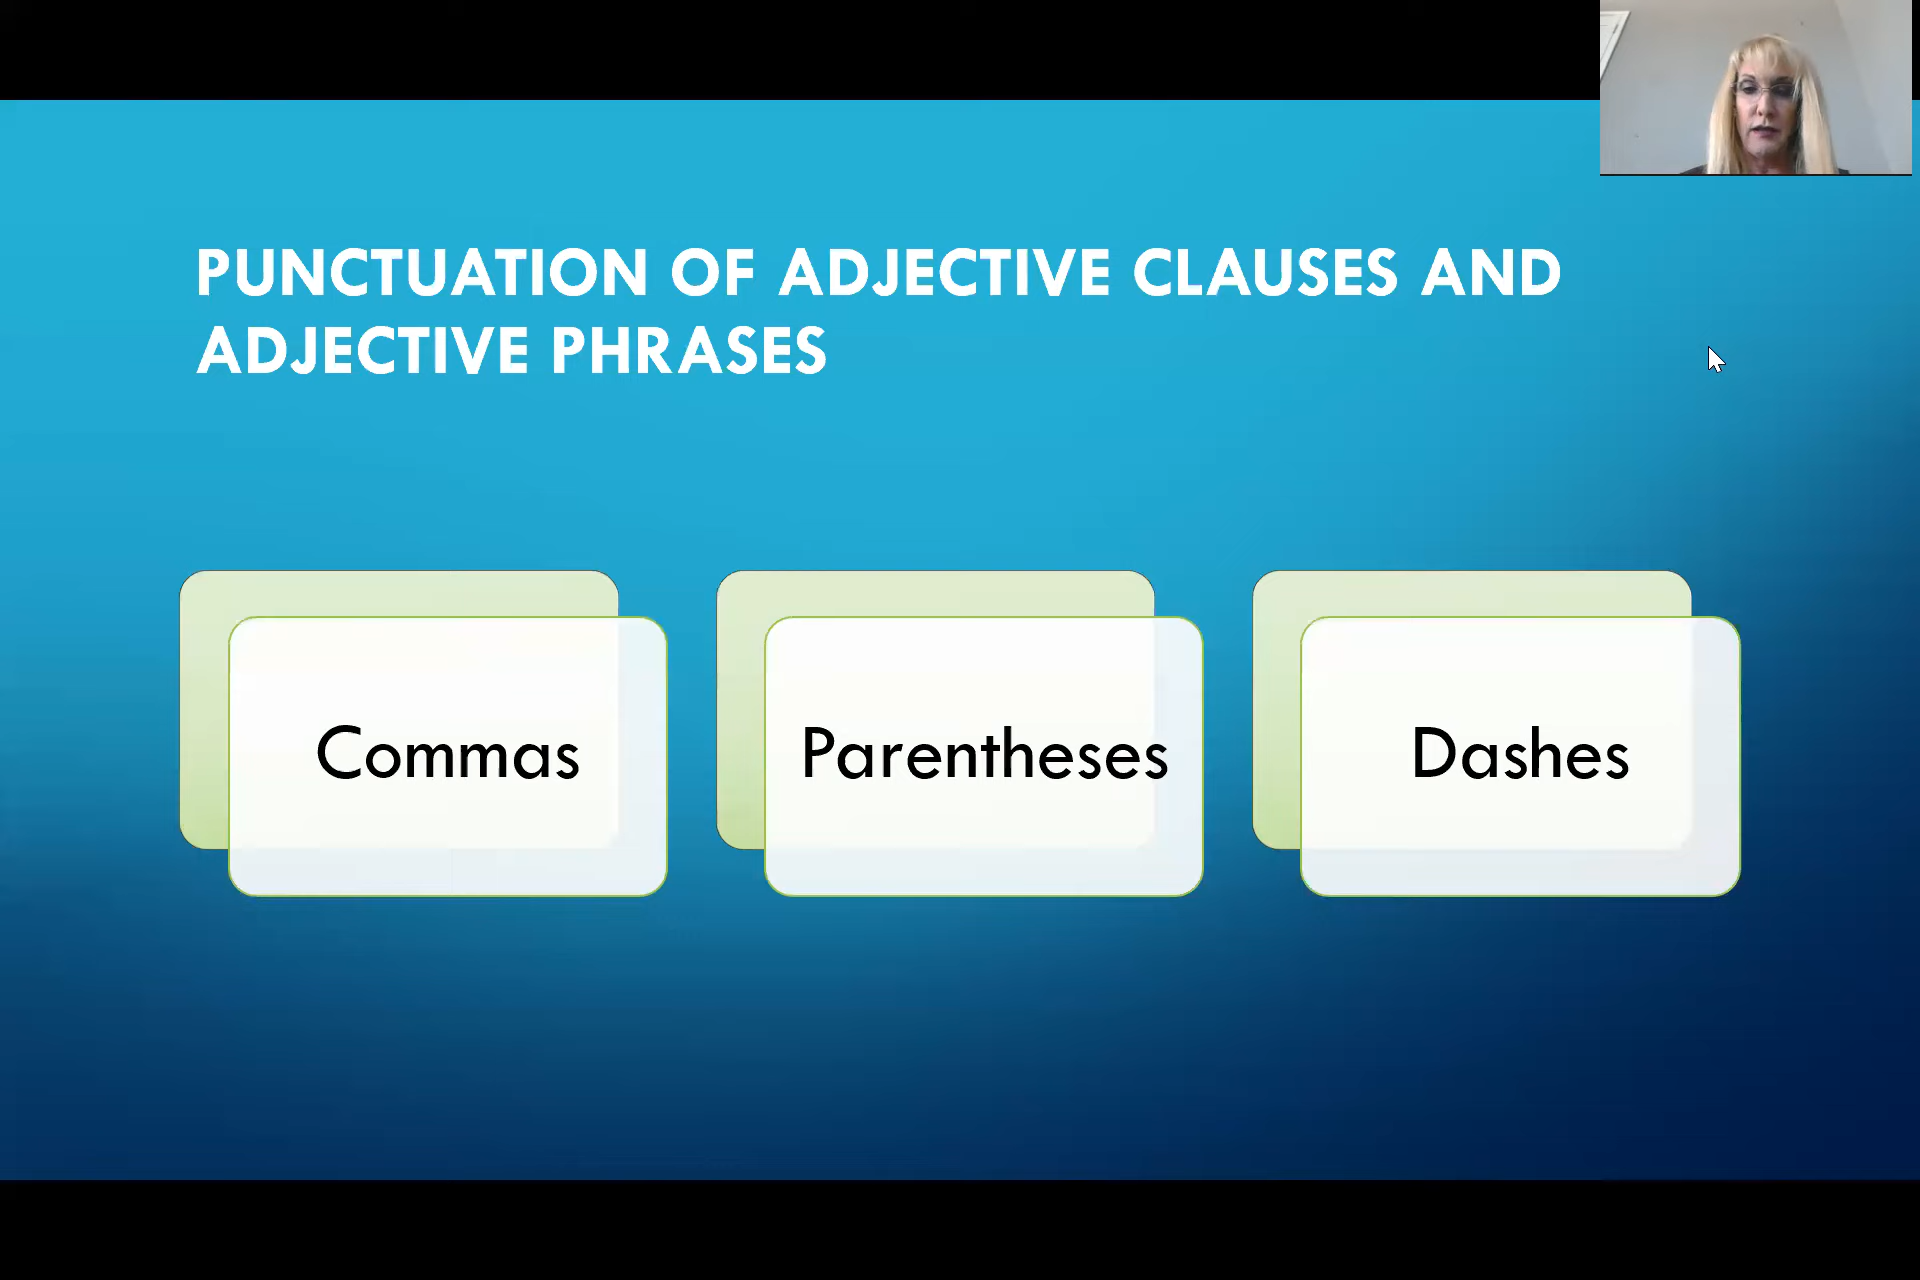 PUNCTUATION OF ADJECTIVE CLAUSES AND
ADJECTIVE PHRASES
Commas
Parentheses
Dashes